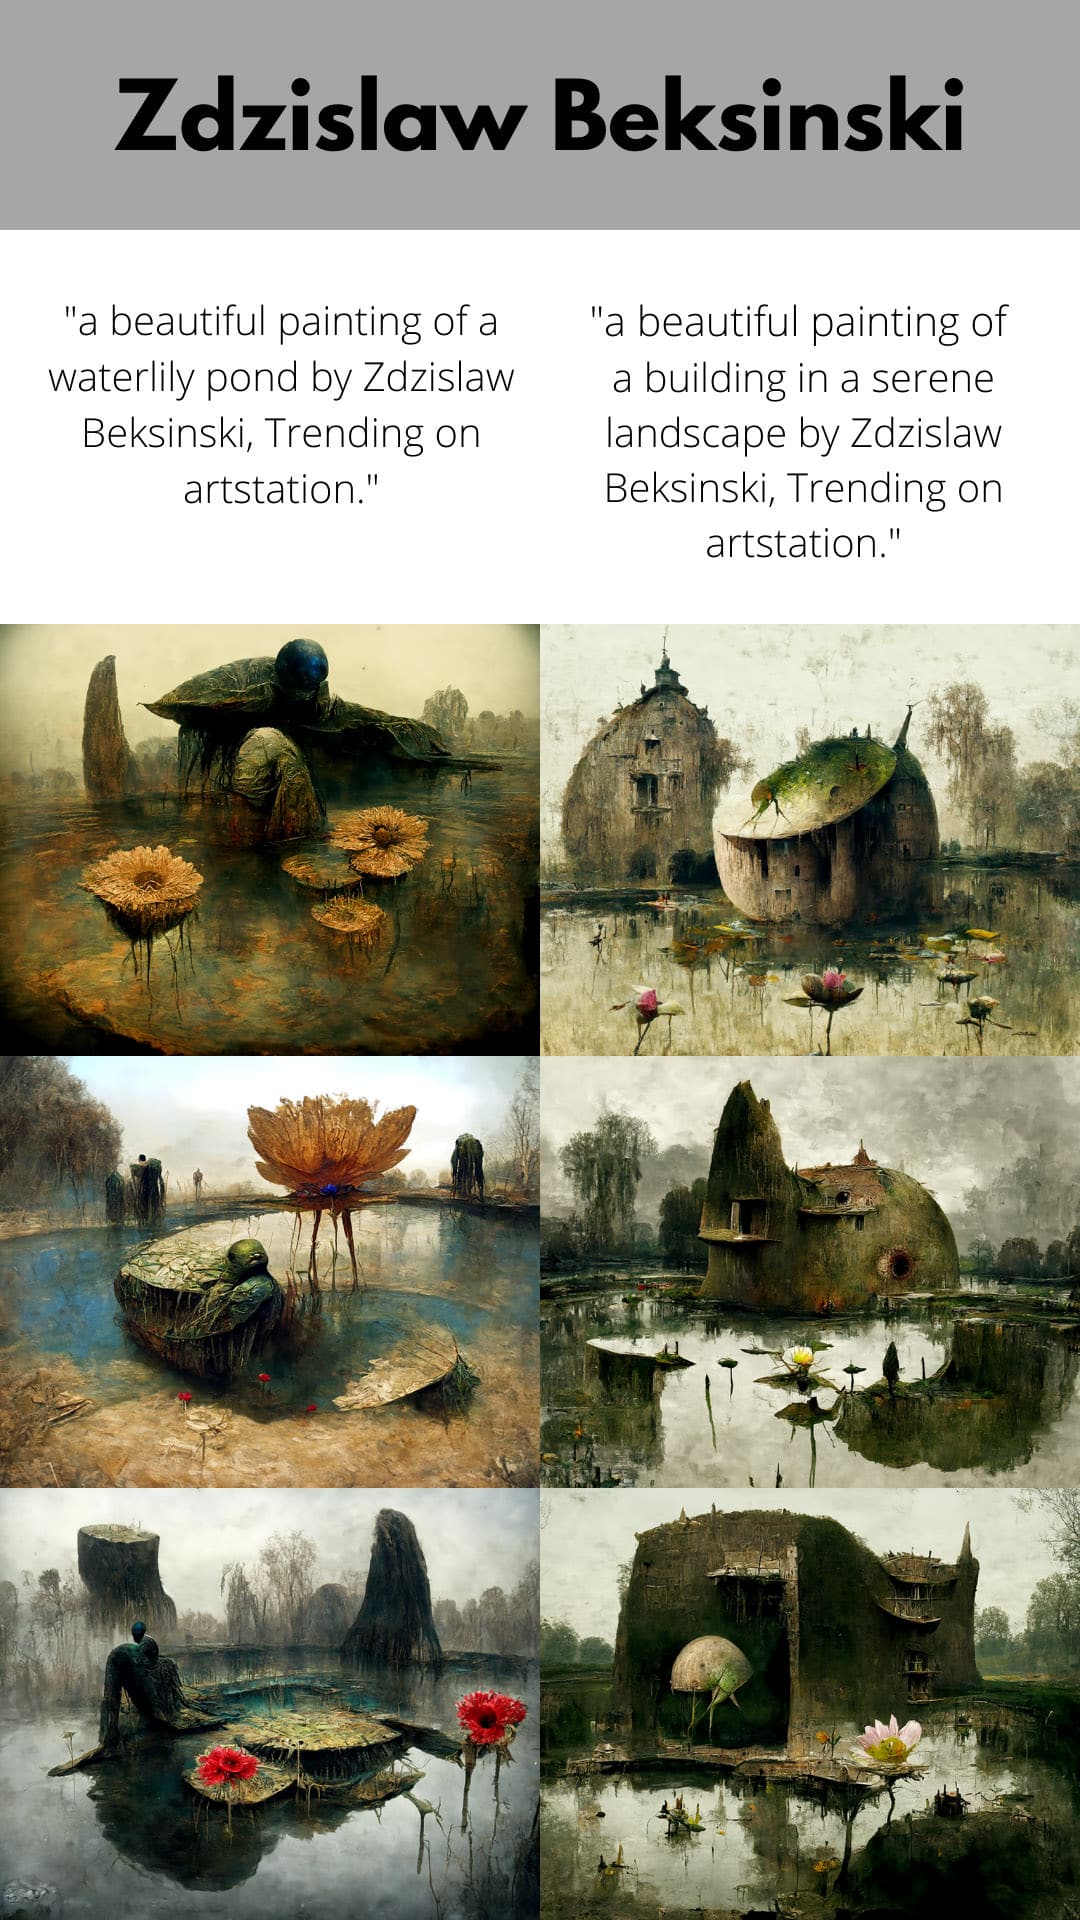 Zdzislaw Beksinski
"a beautiful painting of a
waterlily pond by Zdzislaw
Beksinski, Trending on
artstation."
"a beautiful painting of
a building in a serene
landscape by Zdzislaw
Beksinski, Trending on
artstation."